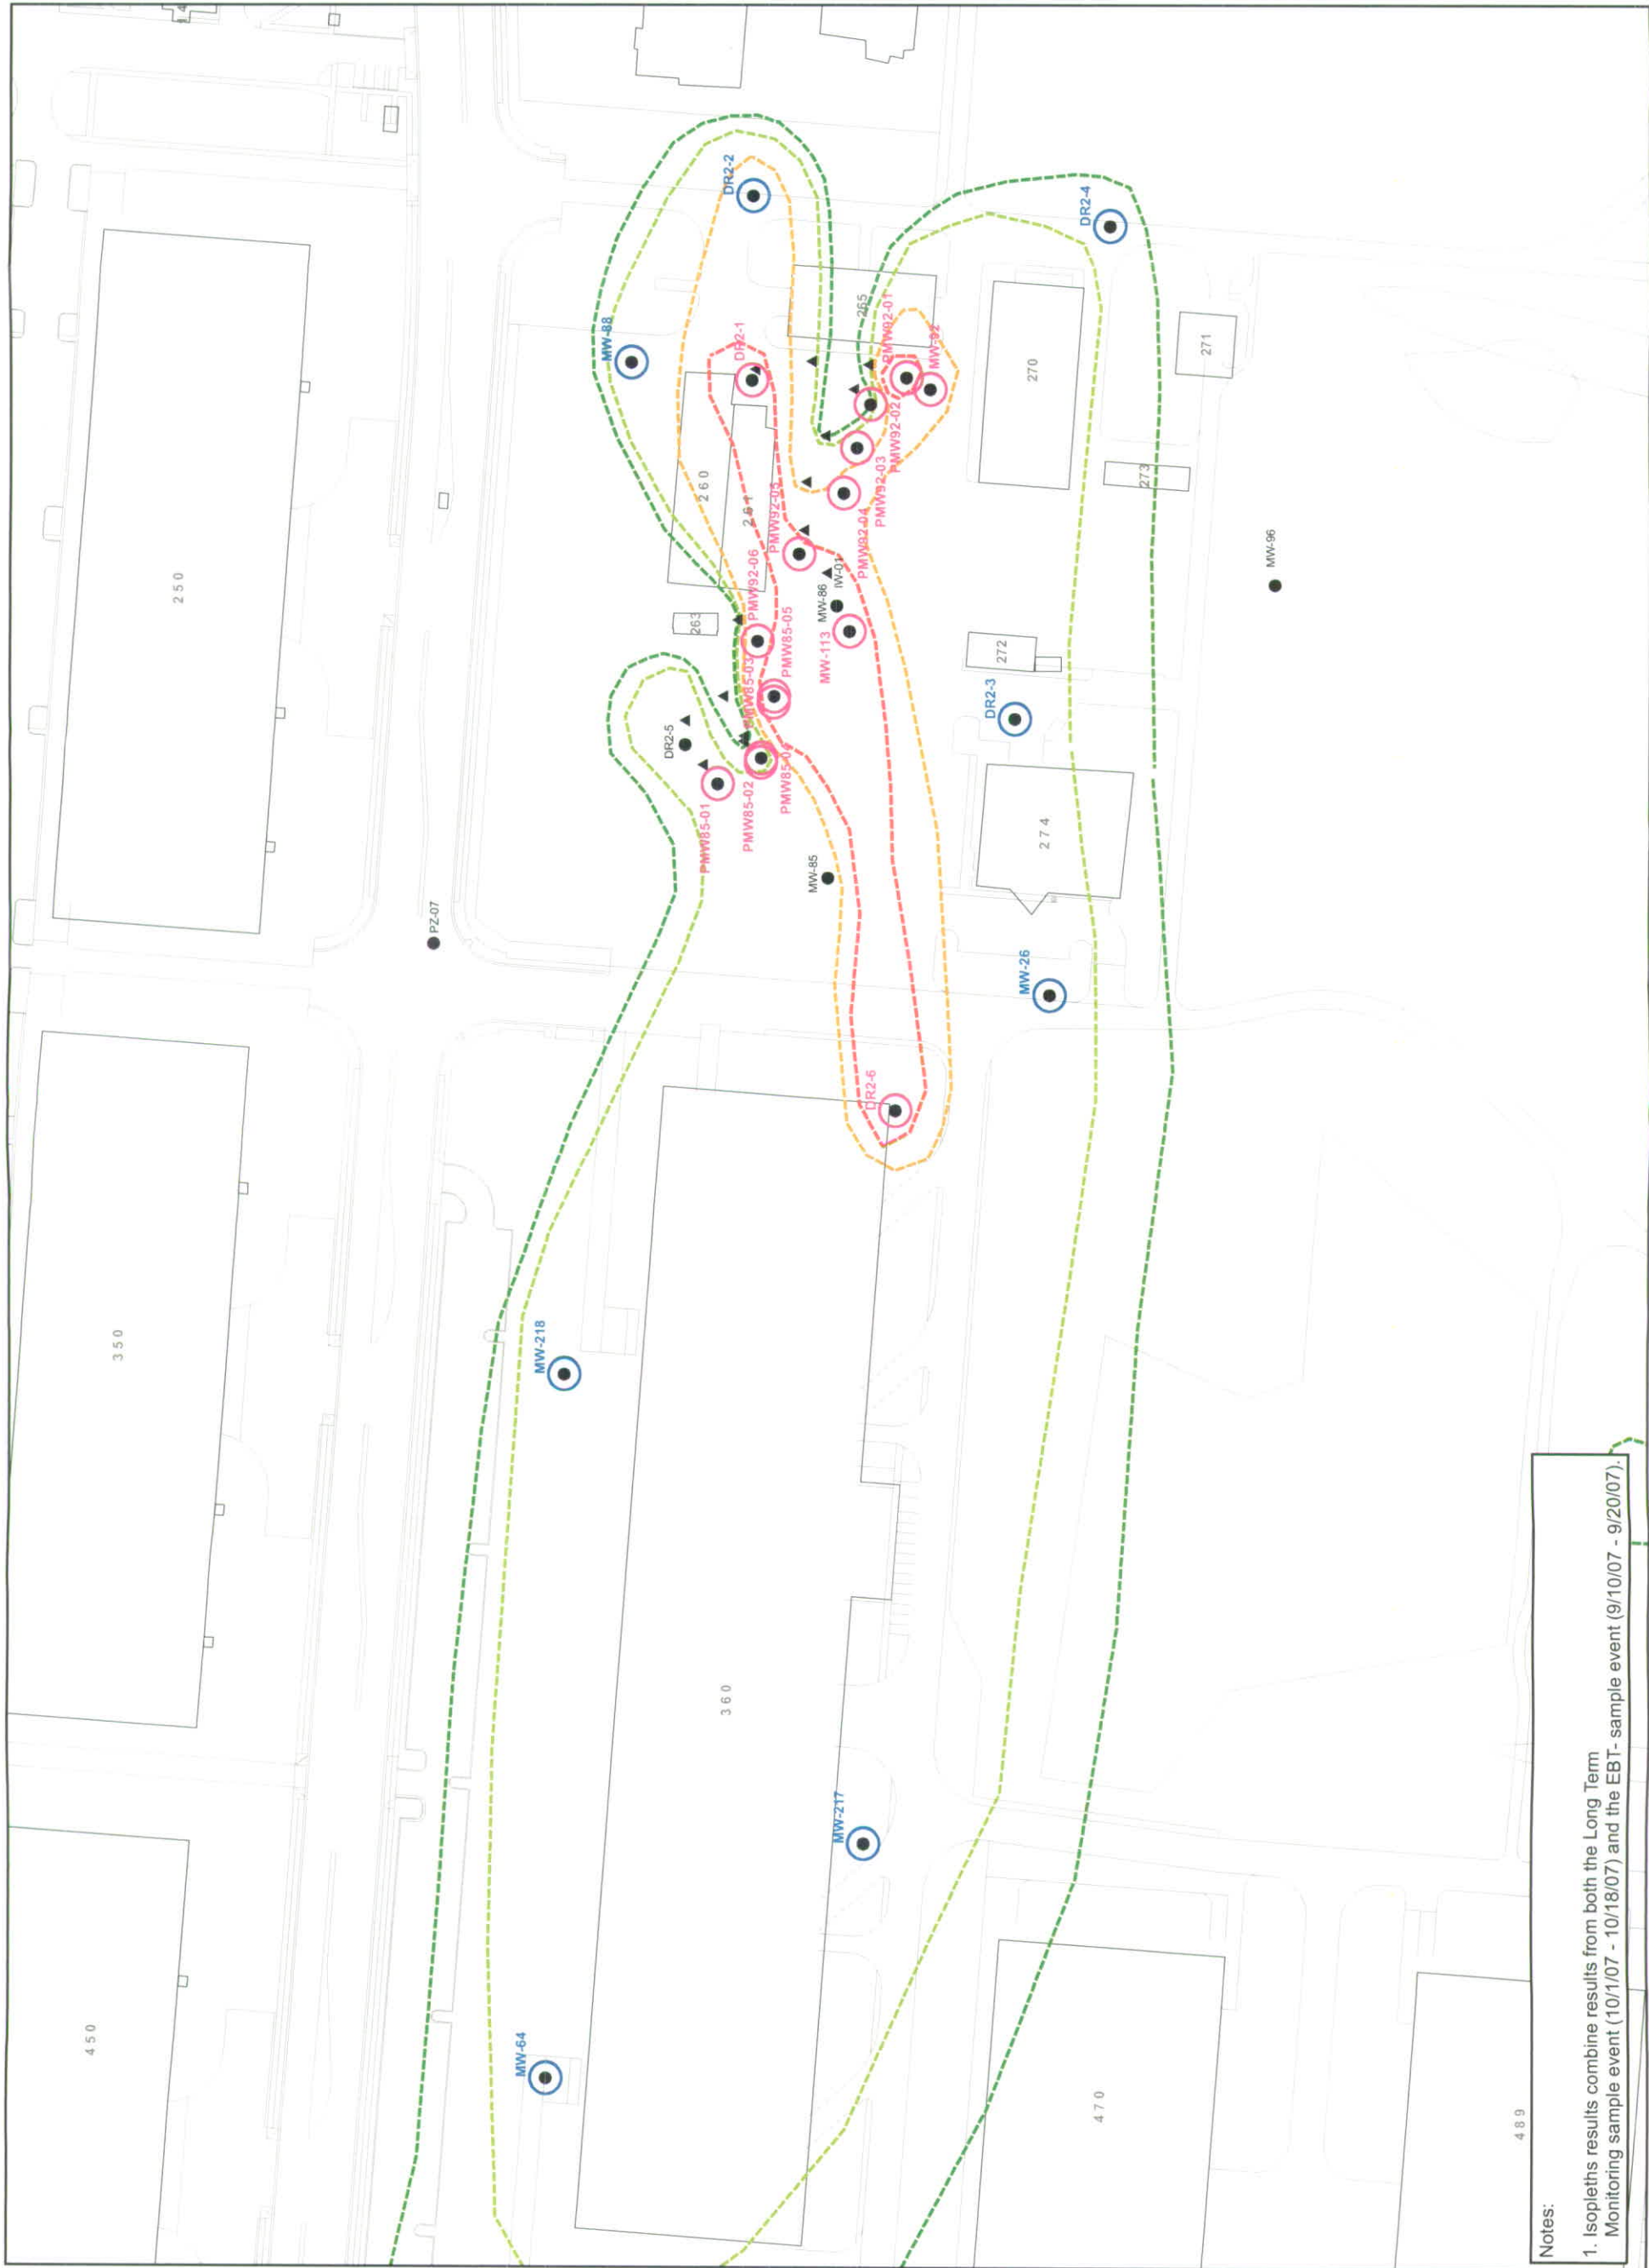 450
350
250
PZ-07
MW-64
MW-218
MW-88
DR2-5
263
260
PMW85-01
360
DR2-2
DR2-1
PMW85-02
PMW85-03
261
PMW92-06
PMW92-05
PMW85-04
PMW85-05
MW-85
MW-86
MW-113
IW-01
MW-217
265
PMW92-04
DR2-6
PMW92-03
PMW92-01
PMW92-02
MW-92
DR2-3
272
MW-26
270
274
DR2-4
470
273
271
MW-96
489
Notes:
1. Isopleths results combine results from both the Long Term
Monitoring sample event (10/1/07 - 10/18/07) and the EBT- sample event (9/10/07 - 9/20/07).